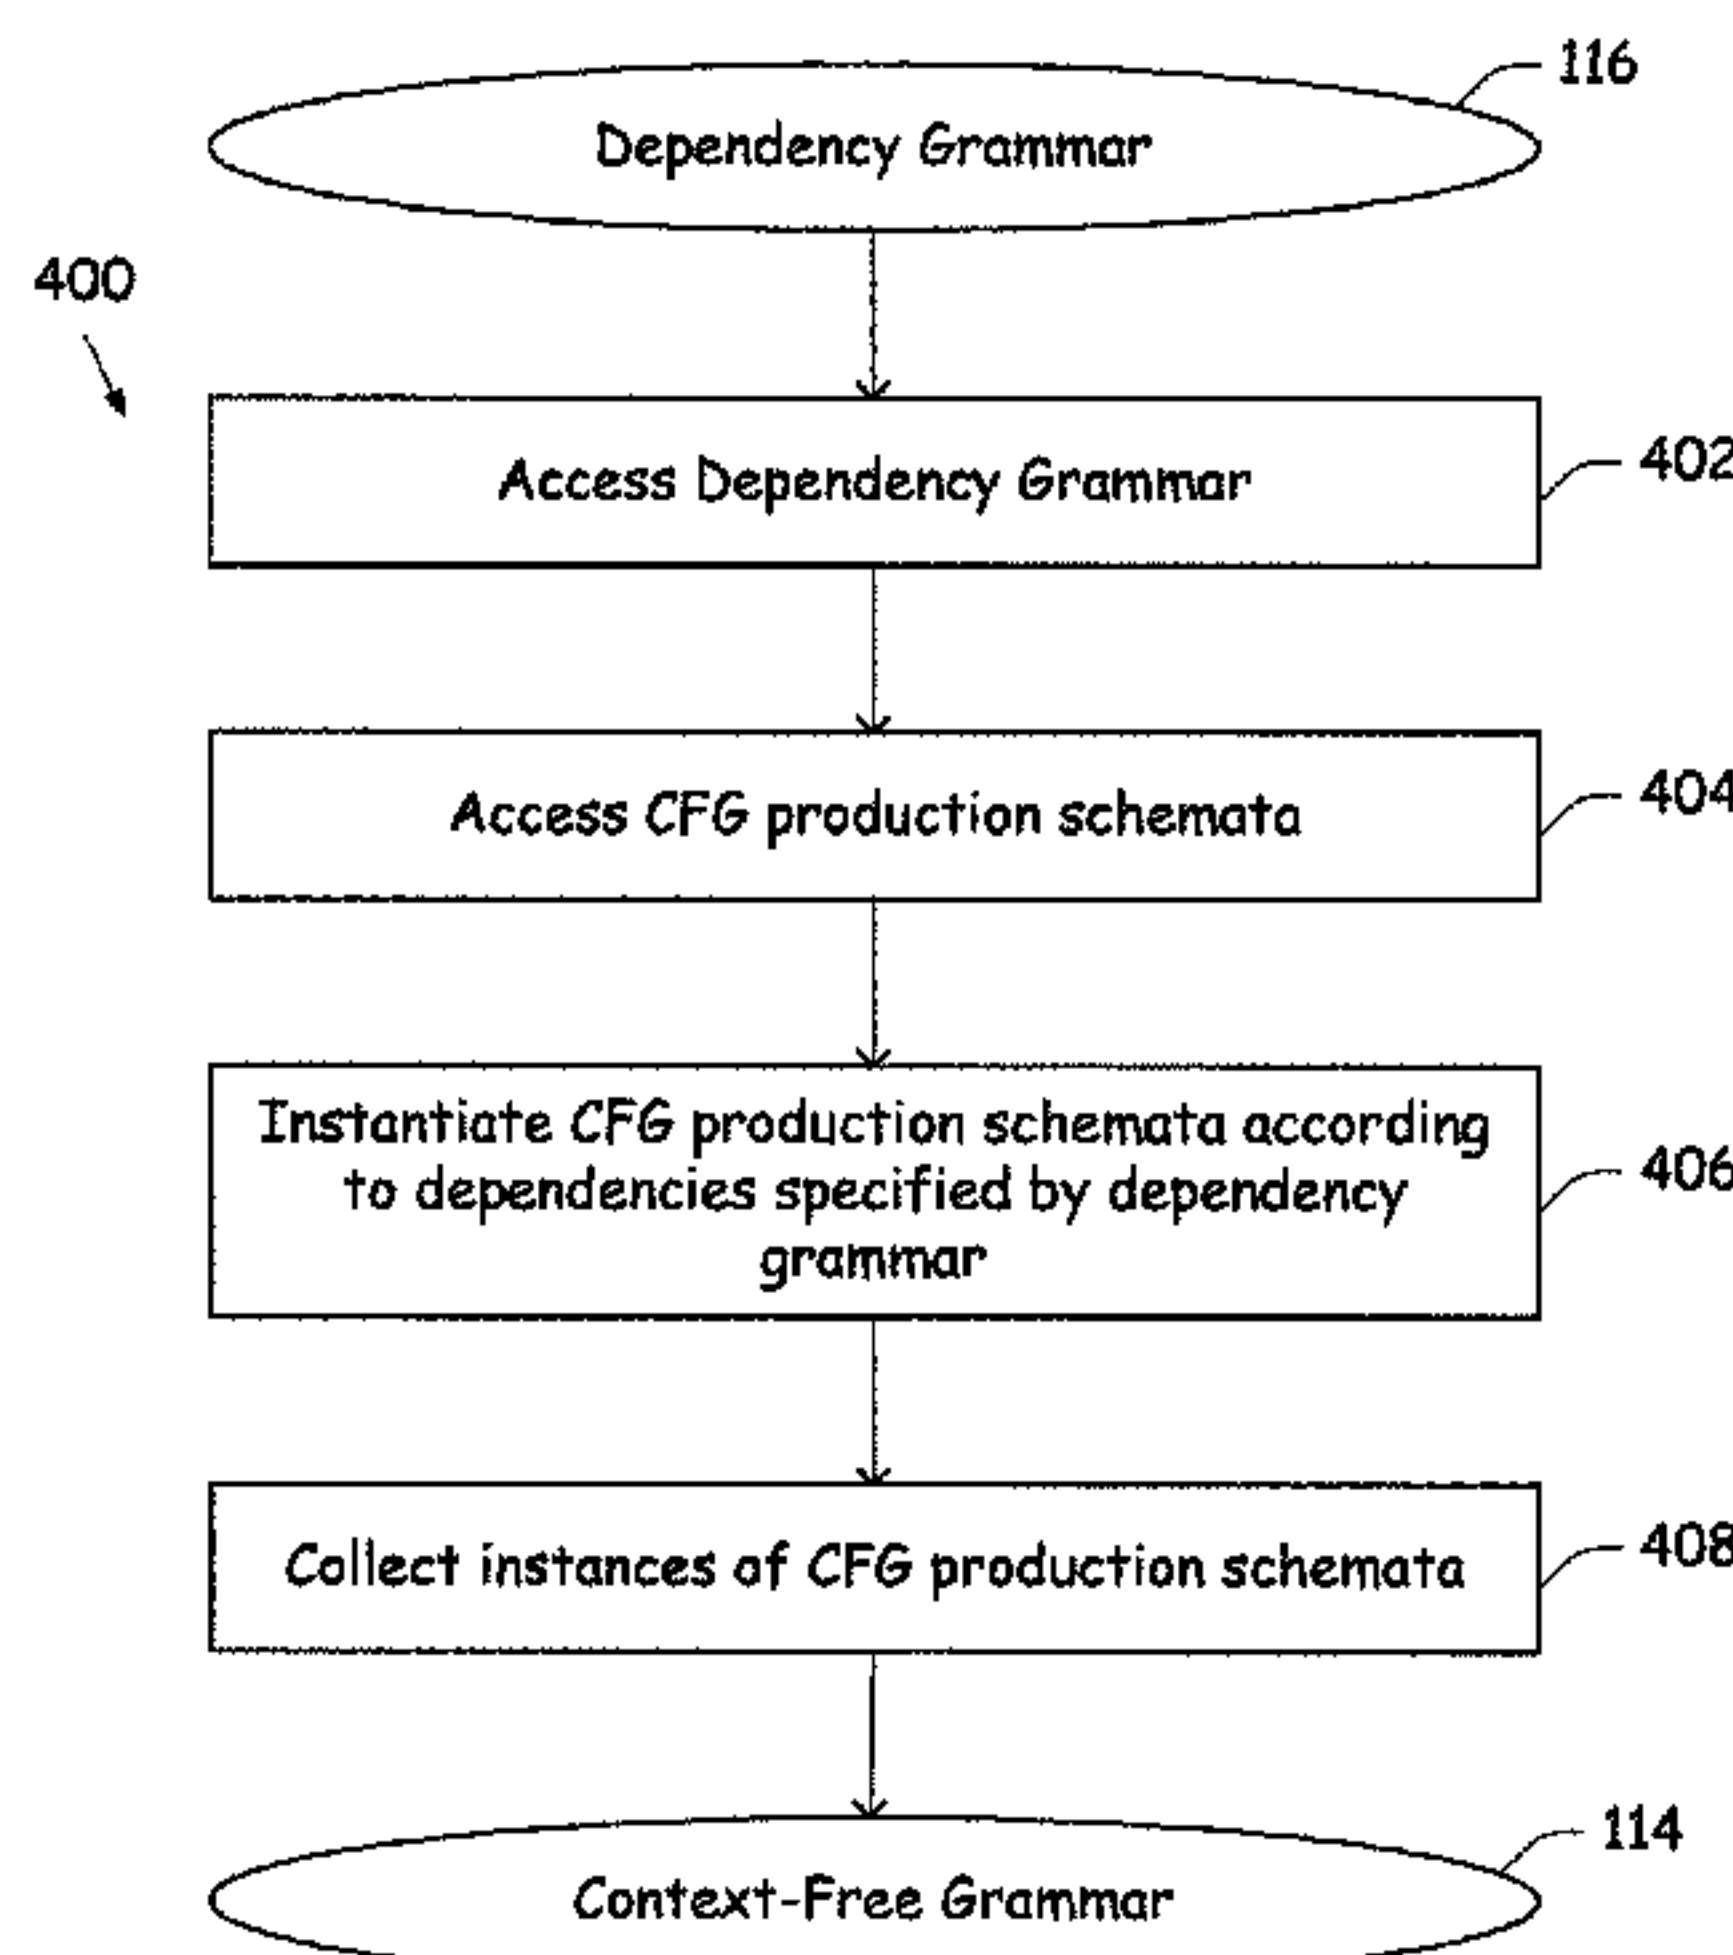 116
Dependency Grammar
400
Access Dependency Grammar
402
Access CFG production schemata
404
Instantiate CFG production schemata according
to dependencies specified by dependency
grammar
406
Collect instances of CFG production schemata
408
114
Context-Free Grammar